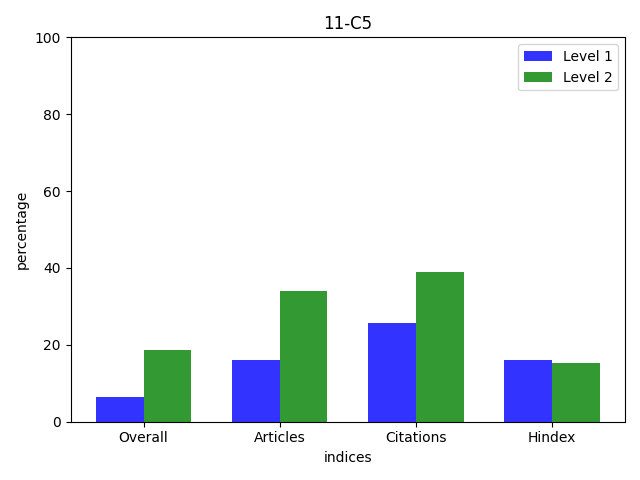 11-C5
100
80
60
40
20
0
percentage
Level 1
Level 2
Overall Articles Citations Hindex
indices